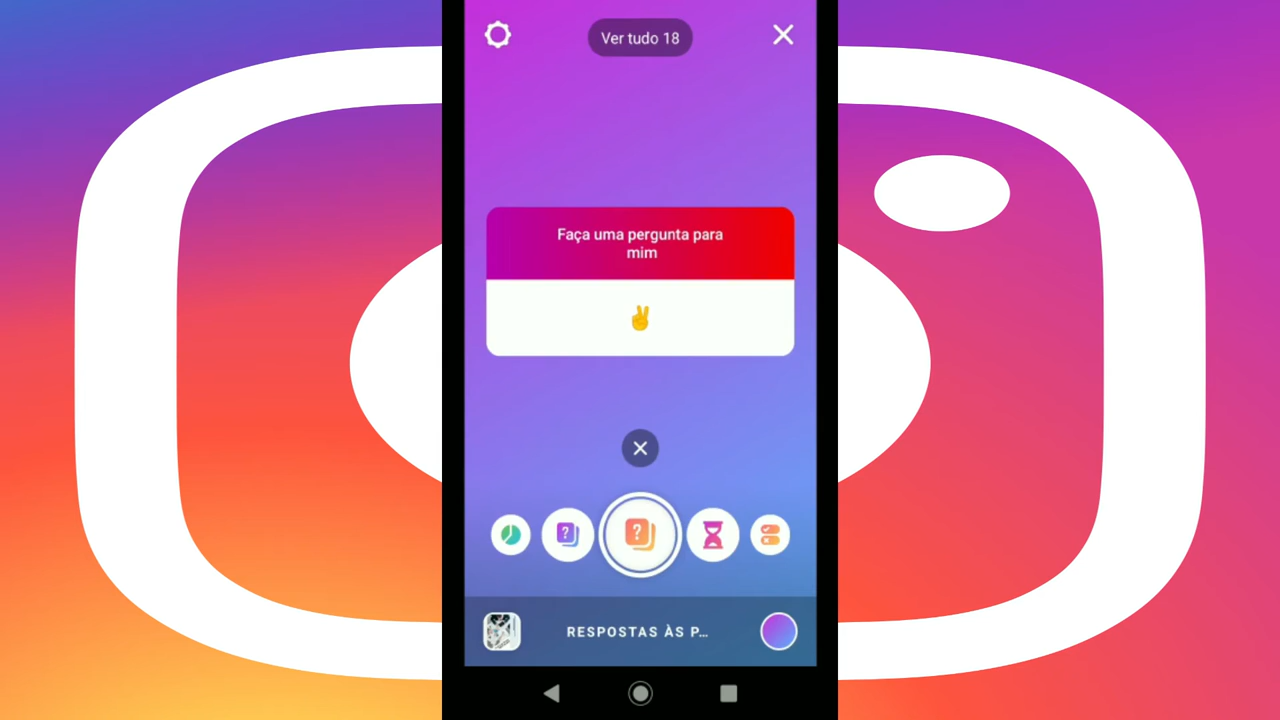 Ver tudo 18
Faça uma pergunta para
mim
✌
RESPOSTAS ÀS P...